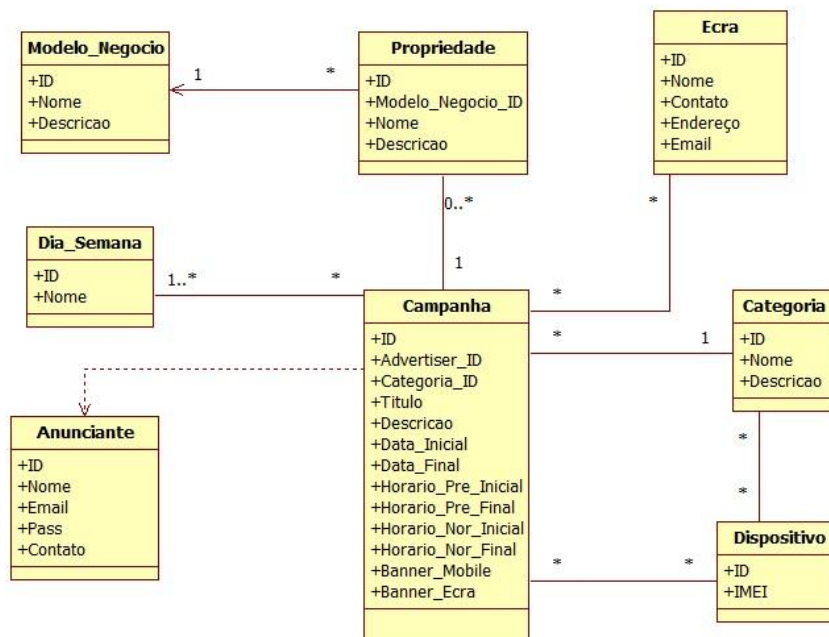 Modelo_Negocio
+ID
+Nome
+Descricao
1
*
Propriedade
+ID
+Modelo_Negocio_ID
+Nome
+Descricao
Ecra
+ID
+Nome
+Contato
+Endereço
+Email
0..*
*
1
Dia_Semana
+ID
+Nome
1..*
*
Campanha
+ID
+Advertiser_ID
+Categoria_ID
+Titulo
+Descricao
+Data_Inicial
+Data_Final
+Horario_Pre_Inicial
+Horario_Pre_Final
+Horario_Nor_Inicial
+Horario_Nor_Final
+Banner_Mobile
+Banner_Ecra
*
*
1
Categoria
+ID
+Nome
+Descricao
Anunciante
+ID
+Nome
+Email
+Pass
+Contato
*
*
*
*
Dispositivo
+ID
+IMEI